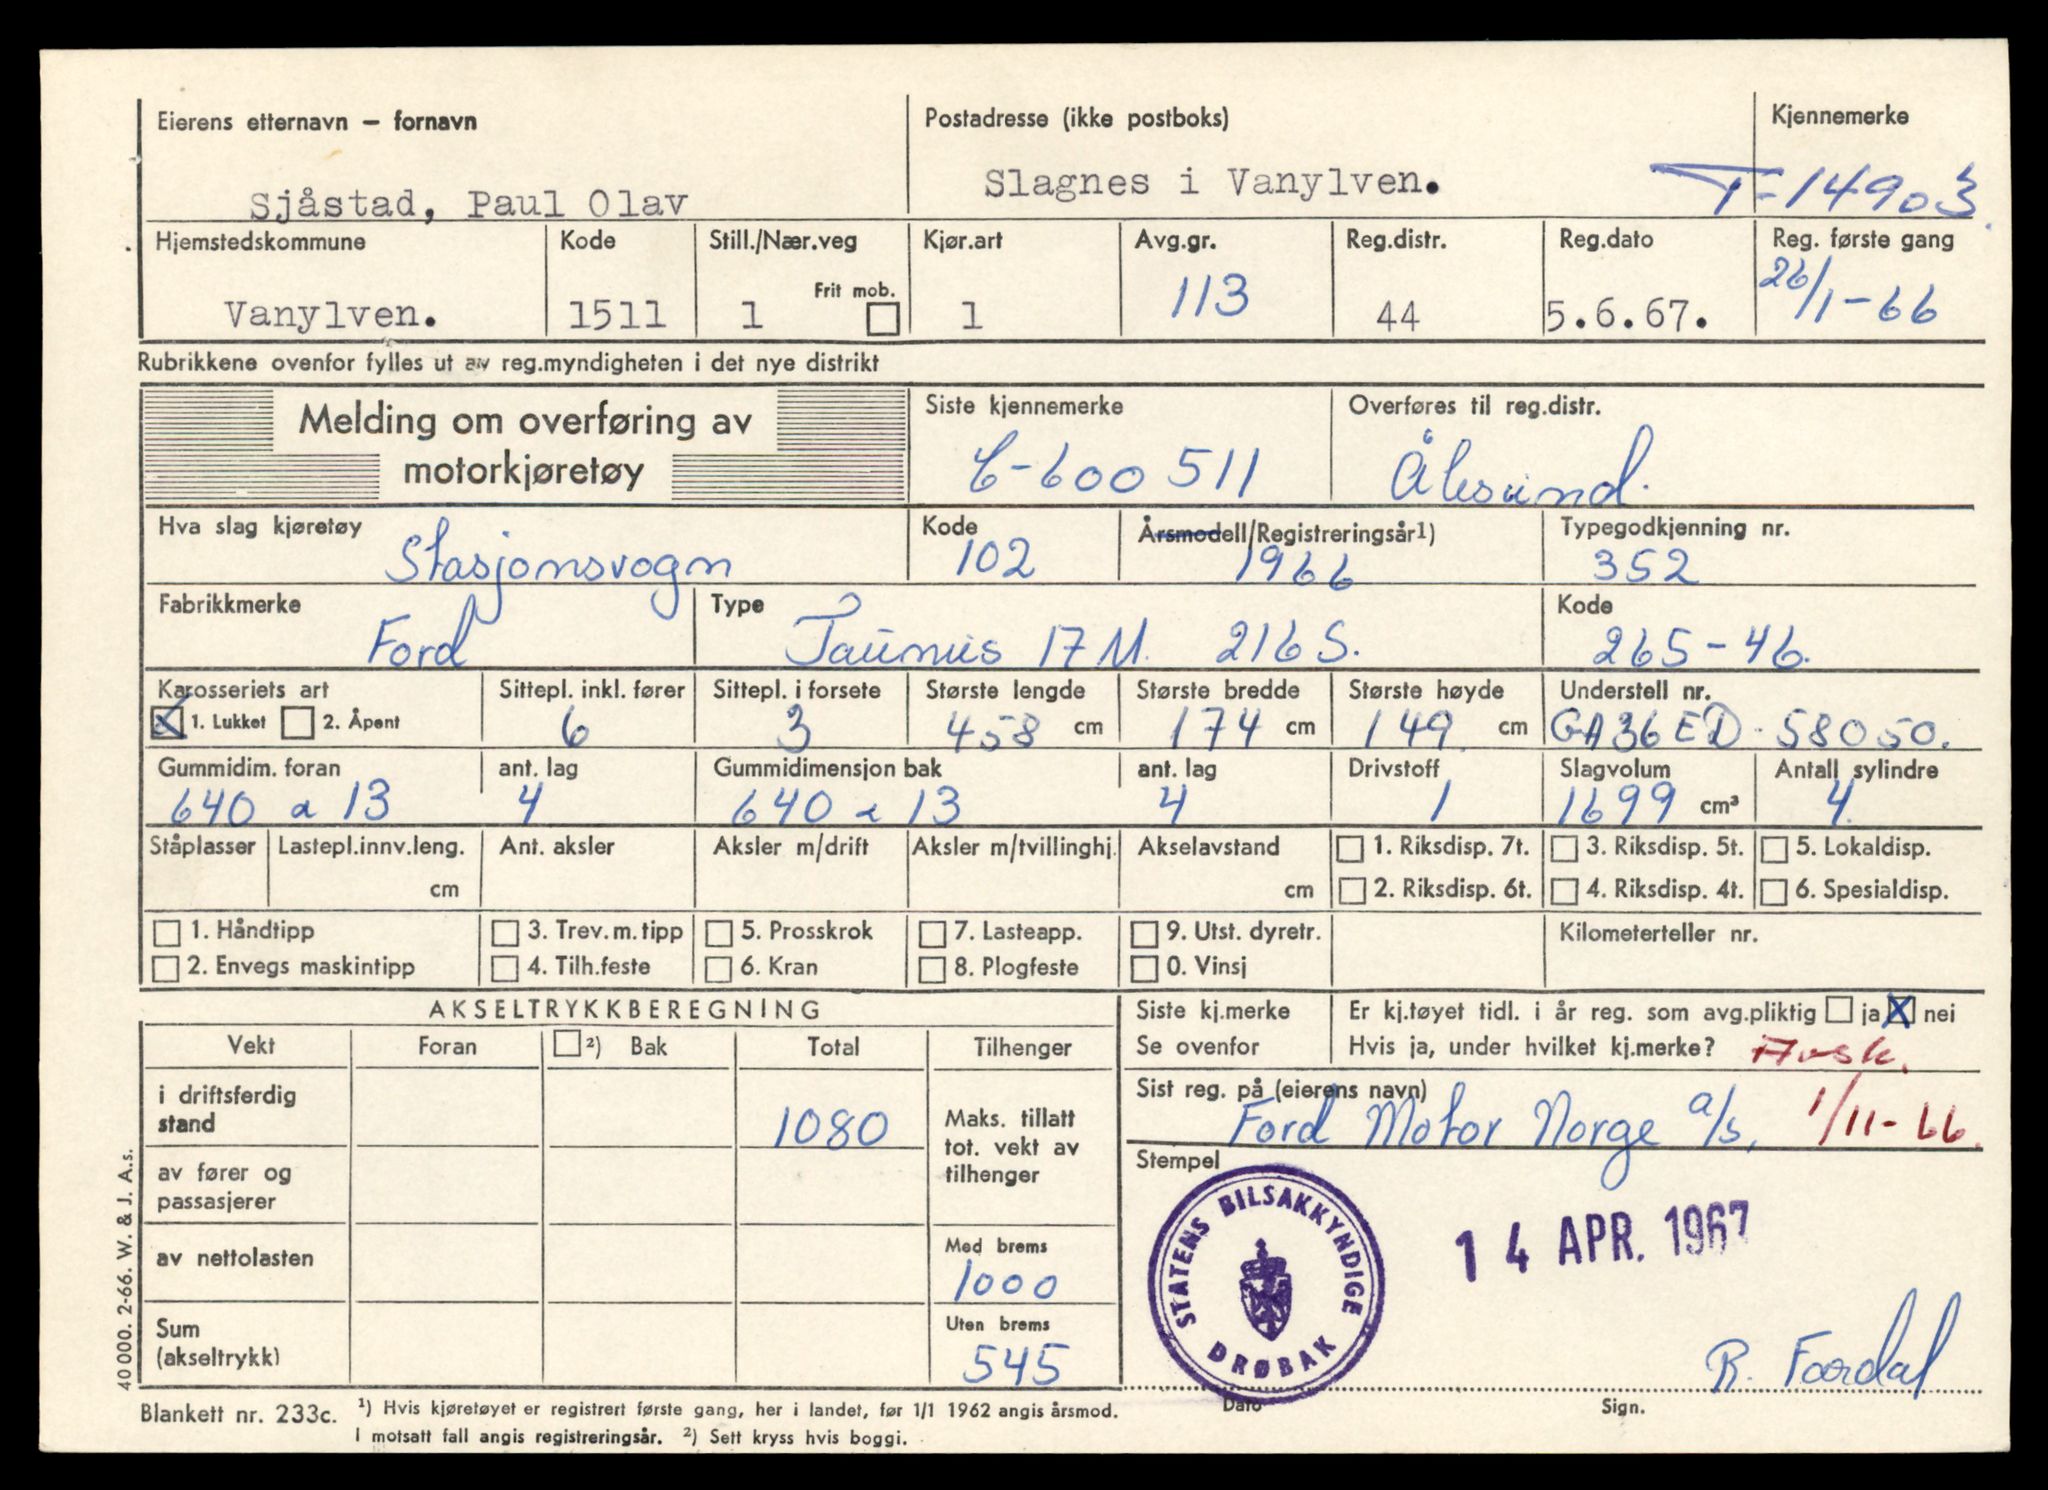 Eierens etternavn – fornavn Postadresse (ikke postboks) Kjennemerke
Sjåstad, Paul Olav Slagnes i Vanylven. T-14903
Hjemstedskommune Kode Still./Nær.veg Kjør.art Avg.gr. Reg.distr. Reg.dato Reg. første gang
Frit mob.
Vanylven. 1511 1 1 113 44 5.6.67. 26/1-66
Rubrikkene ovenfor fylles ut av reg.myndigheten i det nye distrikt
Melding om overføring av Siste kjennemerke Overføres til reg.distr.
motorkjøretøy C-600511 Ålesund.
Hva slag kjøretøy Kode Årsmodell/Registreringsår1) Typegodkjenning nr.
Stasjonsvogn 102 1966 352
Fabrikkmerke Type Kode
Ford Taunus 17 M. 216 S. 265-46.
Karosseriets art Sittepl. inkl. fører Sittepl. i forsete Største lengde Største bredde Største høyde Understell nr.
1. Lukket 2. Åpent 6 3 458 cm 174 cm 149 cm GA36ED-58050.
Gummidim. foran ant. lag Gummidimensjon bak ant. lag Drivstoff Slagvolum Antall sylindre
640 x 13 4 640 x 13 4 1 1699 cm³ 4.
Ståplasser Lastepl.innv.leng. Ant. aksler Aksler m/drift Aksler m/tvillinghj. Akselavstand 1. Riksdisp. 7t. 3. Riksdisp. 5t. 5. Lokaldisp.
cm cm 2. Riksdisp. 6t. 4. Riksdisp. 4t. 6. Spesialdisp.
1. Håndtipp 3. Trev.m.tipp 5. Prosskrok 7. Lasteapp. 9. Utst. dyretr. Kilometerteller nr.
2. Envegs maskintipp 4. Tilh.feste 6. Kran 8. Plogfeste 0. Vinsj
AKSELTRYKKBEREGNING Siste kj.merke Er kj.tøyet tidl. i år reg. som avg.pliktig ja X nei
Vekt Foran 2) Bak Total Tilhenger Se ovenfor Hvis ja, under hvilket kj.merke? Avsk.
i driftsferdig
stand 1080 Maks. tillatt
tot. vekt av
tilhenger
Sist reg. på (eierens navn)
Ford Motor Norge a/s. 1/11-66.
av fører og
passasjerer
Stempel
STATENS BILSAKKYNDIGE
DRØBAK
14 APR. 1967
av nettolasten Med brems
1000
Sum
(akseltrykk) Uten brems
545
R. Faardal
Dato Sign.
40 000. 2-66. W. & J. A.s.
Blankett nr. 233c. 1) Hvis kjøretøyet er registrert første gang, her i landet, før 1/1 1962 angis årsmod.
I motsatt fall angis registreringsår. 2) Sett kryss hvis boggi.